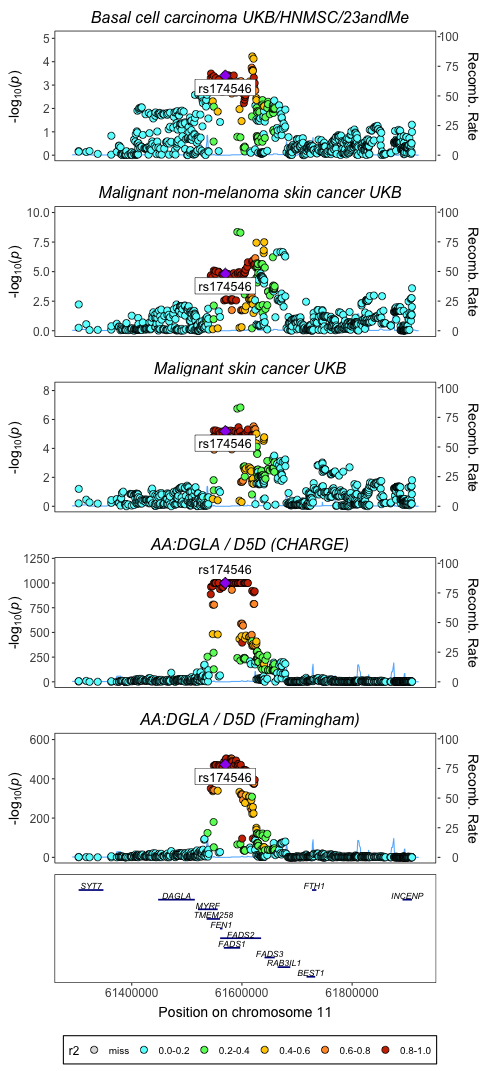 Basal cell carcinoma UKB/HNMSC/23andMe
5
4
3
2
1
0
-log10(p)
100
75
50
25
0
Recomb. Rate
rs174546
Malignant non-melanoma skin cancer UKB
10.0
7.5
5.0
2.5
0.0
-log10(p)
100
75
50
25
0
Recomb. Rate
rs174546
Malignant skin cancer UKB
8
6
4
2
0
-log10(p)
100
75
50
25
0
Recomb. Rate
rs174546
AA:DGLA / D5D (CHARGE)
1250
1000
750
500
250
0
-log10(p)
100
75
50
25
0
Recomb. Rate
rs174546
AA:DGLA / D5D (Framingham)
600
400
200
0
-log10(p)
100
75
50
25
0
Recomb. Rate
rs174546
SYT7
FTH1
DAGLA
INCENP
MYRF
TMEM258
FEN1
FADS2
FADS1
FADS3
RAB3IL1
BEST1
61400000 61600000 61800000
Position on chromosome 11
r2 miss 0.0-0.2 0.2-0.4 0.4-0.6 0.6-0.8 0.8-1.0